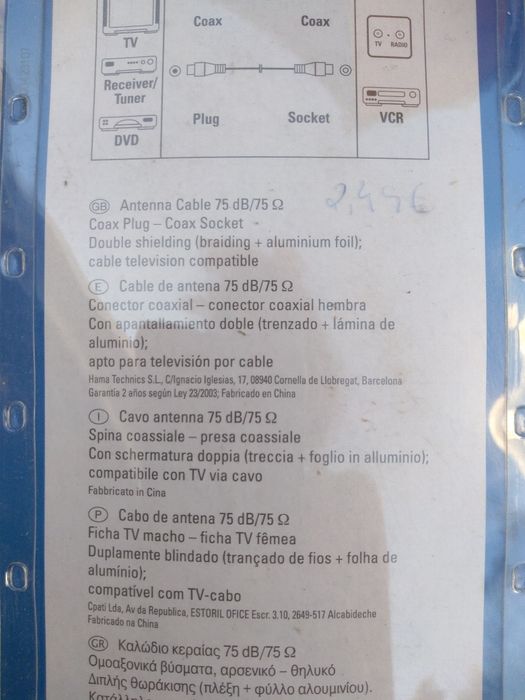 Coax Coax
TV
TV RADIO
Receiver/
Tuner
Plug Socket VCR
DVD
GB Antenna Cable 75 dB/75 Ω
Coax Plug – Coax Socket
Double shielding (braiding + aluminium foil);
cable television compatible
E Cable de antena 75 dB/75 Ω
Conector coaxial – conector coaxial hembra
Con apantallamiento doble (trenzado + lámina de
aluminio);
apto para televisión por cable
Hama Technics S.L., C/Ignacio Iglesias, 17, 08940 Cornella de Llobregat, Barcelona
Garantía 2 años según Ley 23/2003; Fabricado en China
I Cavo antenna 75 dB/75 Ω
Spina coassiale – presa coassiale
Con schermatura doppia (treccia + foglio in alluminio);
compatibile con TV via cavo
Fabbricato in Cina
P Cabo de antena 75 dB/75 Ω
Ficha TV macho – ficha TV fêmea
Duplamente blindado (trançado de fios + folha de
alumínio);
compatível com TV-cabo
Cpati Lda, Av da Republica, ESTORIL OFICE Escr. 3.10, 2649-517 Alcabideche
Fabricado na China
GR Καλώδιο κεραίας 75 dB/75 Ω
Ομοαξονικά βύσματα, αρσενικό – θηλυκό
Διπλής θωράκισης (πλέξη + φύλλο αλουμινίου).